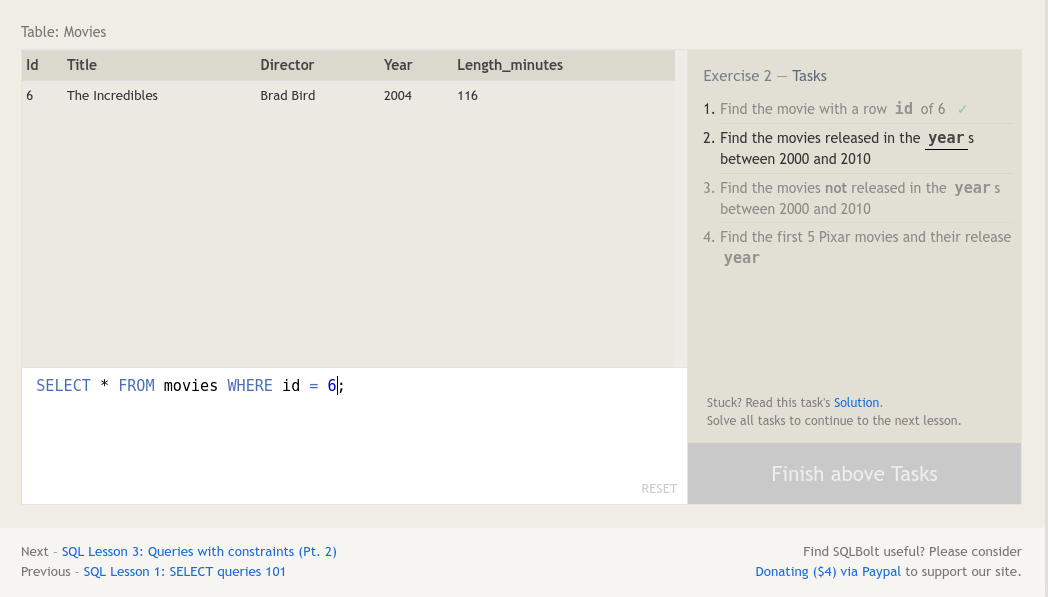 Table: Movies
Id Title Director Year Length_minutes
6 The Incredibles Brad Bird 2004 116
SELECT * FROM movies WHERE id = 6;
RESET
Exercise 2 — Tasks
1. Find the movie with a row id of 6 ✓
2. Find the movies released in the years
between 2000 and 2010
3. Find the movies not released in the years
between 2000 and 2010
4. Find the first 5 Pixar movies and their release
year
Stuck? Read this task's Solution.
Solve all tasks to continue to the next lesson.
Finish above Tasks
Next - SQL Lesson 3: Queries with constraints (Pt. 2)
Previous - SQL Lesson 1: SELECT queries 101
Find SQLBolt useful? Please consider
Donating ($4) via Paypal to support our site.